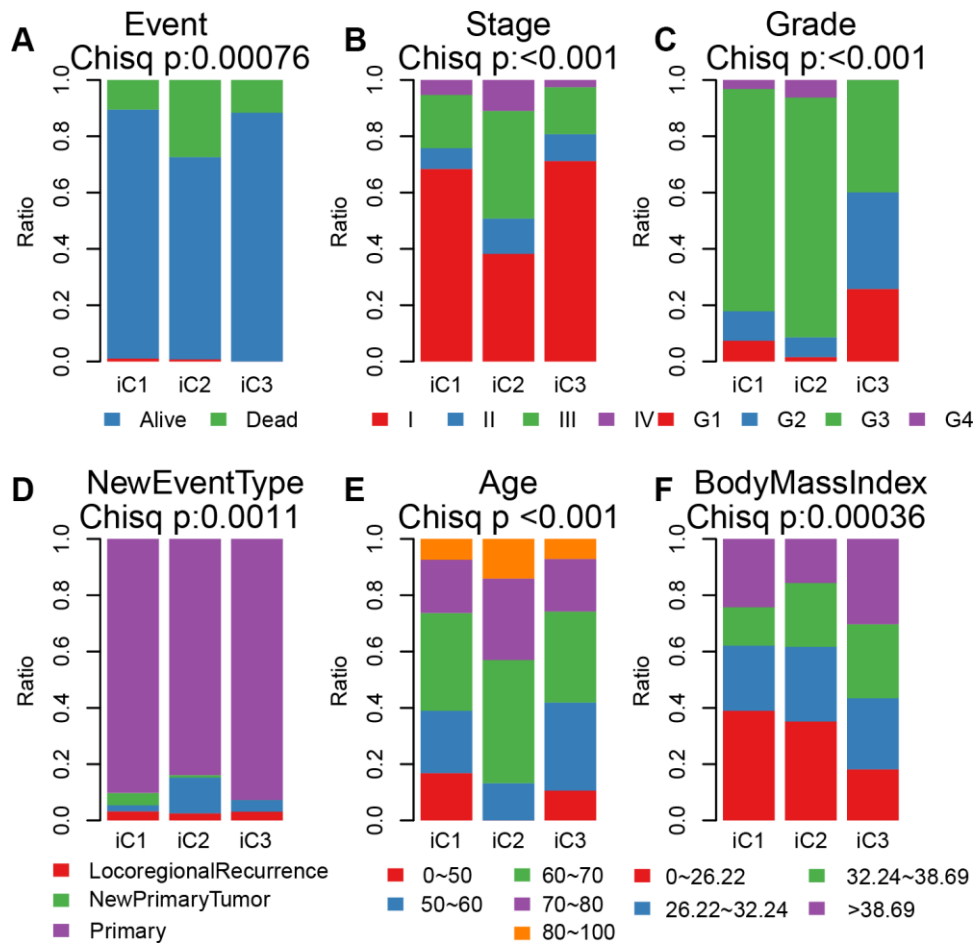 A Event
Chisq p:0.00076
Ratio
0.0 0.2 0.4 0.6 0.8 1.0
iC1 iC2 iC3
Alive Dead
B Stage
Chisq p:<0.001
Ratio
0.0 0.2 0.4 0.6 0.8 1.0
iC1 iC2 iC3
I II III IV
C Grade
Chisq p:<0.001
Ratio
0.0 0.2 0.4 0.6 0.8 1.0
iC1 iC2 iC3
G1 G2 G3 G4
D NewEventType
Chisq p:0.0011
Ratio
0.0 0.2 0.4 0.6 0.8 1.0
iC1 iC2 iC3
LocoregionalRecurrence
NewPrimaryTumor
Primary
E Age
Chisq p <0.001
Ratio
0.0 0.2 0.4 0.6 0.8 1.0
iC1 iC2 iC3
0~50 60~70
50~60 70~80
80~100
F BodyMassIndex
Chisq p:0.00036
Ratio
0.0 0.2 0.4 0.6 0.8 1.0
iC1 iC2 iC3
0~26.22 32.24~38.69
26.22~32.24 >38.69